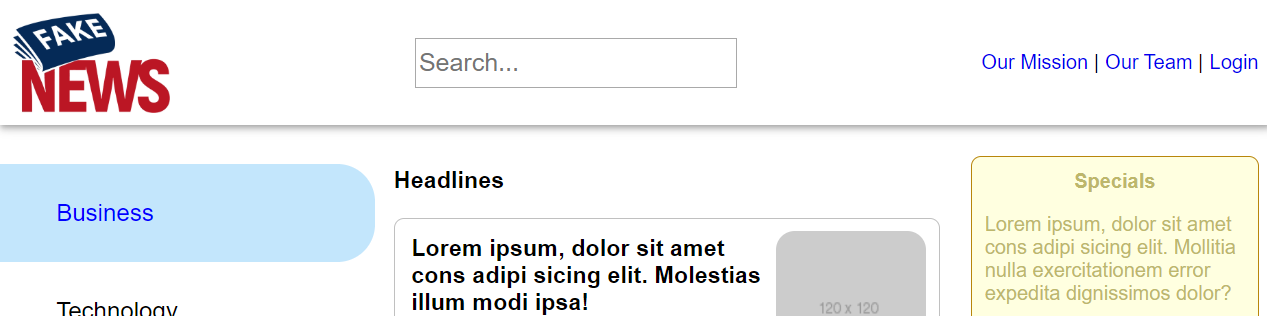 FAKE
NEWS
Search...
Our Mission | Our Team | Login
Business
Technology
Headlines
Lorem ipsum, dolor sit amet
cons adipi sicing elit. Molestias
illum modi ipsa!
120 x 120
Specials
Lorem ipsum, dolor sit amet
cons adipi sicing elit. Mollitia
nulla exercitationem error
expedita dignissimos dolor?